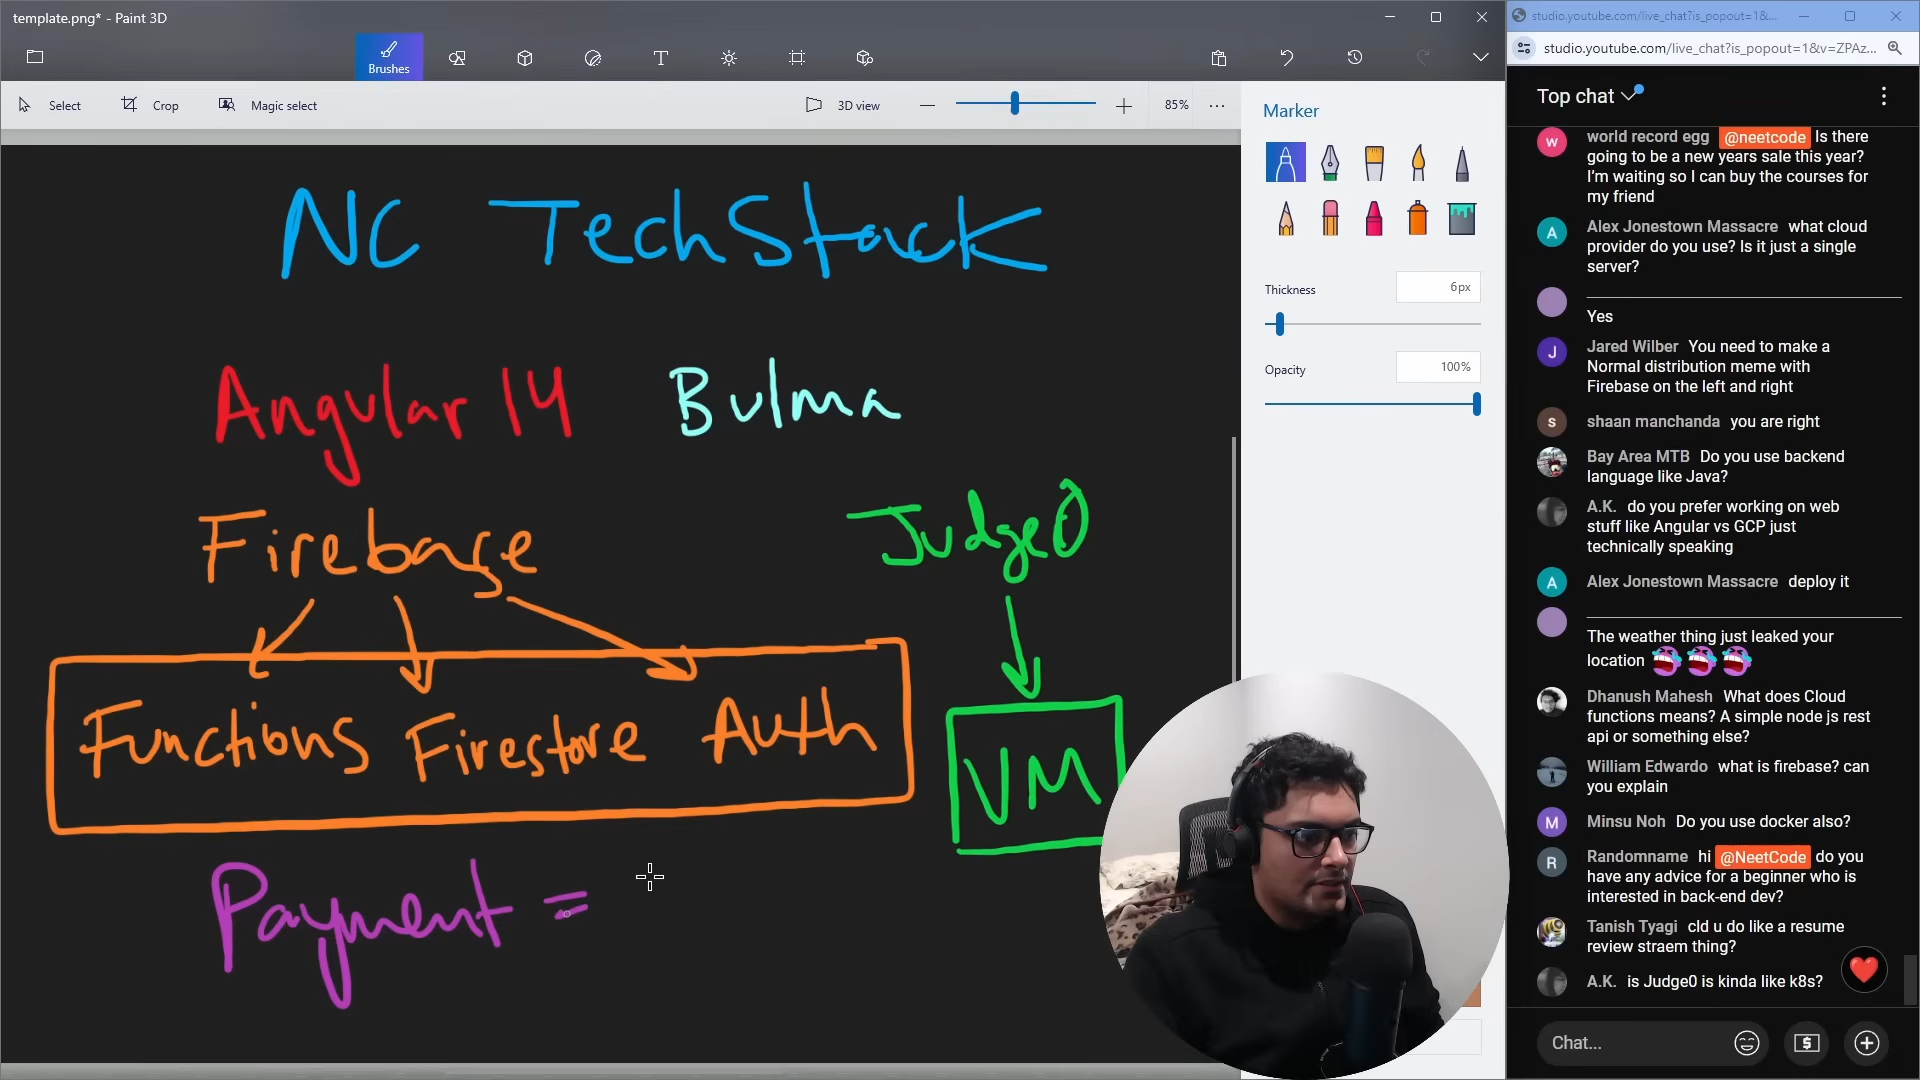 template.png* - Paint 3D
Brushes
Select Crop Magic select 3D view 85%
Marker
Thickness 6px
Opacity 100%
NC TechStack
Angular 14 Bulma
Firebase Judge0
Functions Firestore Auth VM
Payment =
studio.youtube.com/live_chat?is_popout=1&...
studio.youtube.com/live_chat?is_popout=1&v=ZPAz...
Top chat
W world record egg @neetcode Is there
going to be a new years sale this year?
I'm waiting so I can buy the courses for
my friend
A Alex Jonestown Massacre what cloud
provider do you use? Is it just a single
server?
Yes
J Jared Wilber You need to make a
Normal distribution meme with
Firebase on the left and right
s shaan manchanda you are right
Bay Area MTB Do you use backend
language like Java?
A.K. do you prefer working on web
stuff like Angular vs GCP just
technically speaking
A Alex Jonestown Massacre deploy it
The weather thing just leaked your
location
Dhanush Mahesh What does Cloud
functions means? A simple node js rest
api or something else?
William Edwardo what is firebase? can
you explain
M Minsu Noh Do you use docker also?
R Randomname hi @NeetCode do you
have any advice for a beginner who is
interested in back-end dev?
Tanish Tyagi cld u do like a resume
review straem thing?
A.K. is Judge0 is kinda like k8s?
Chat...